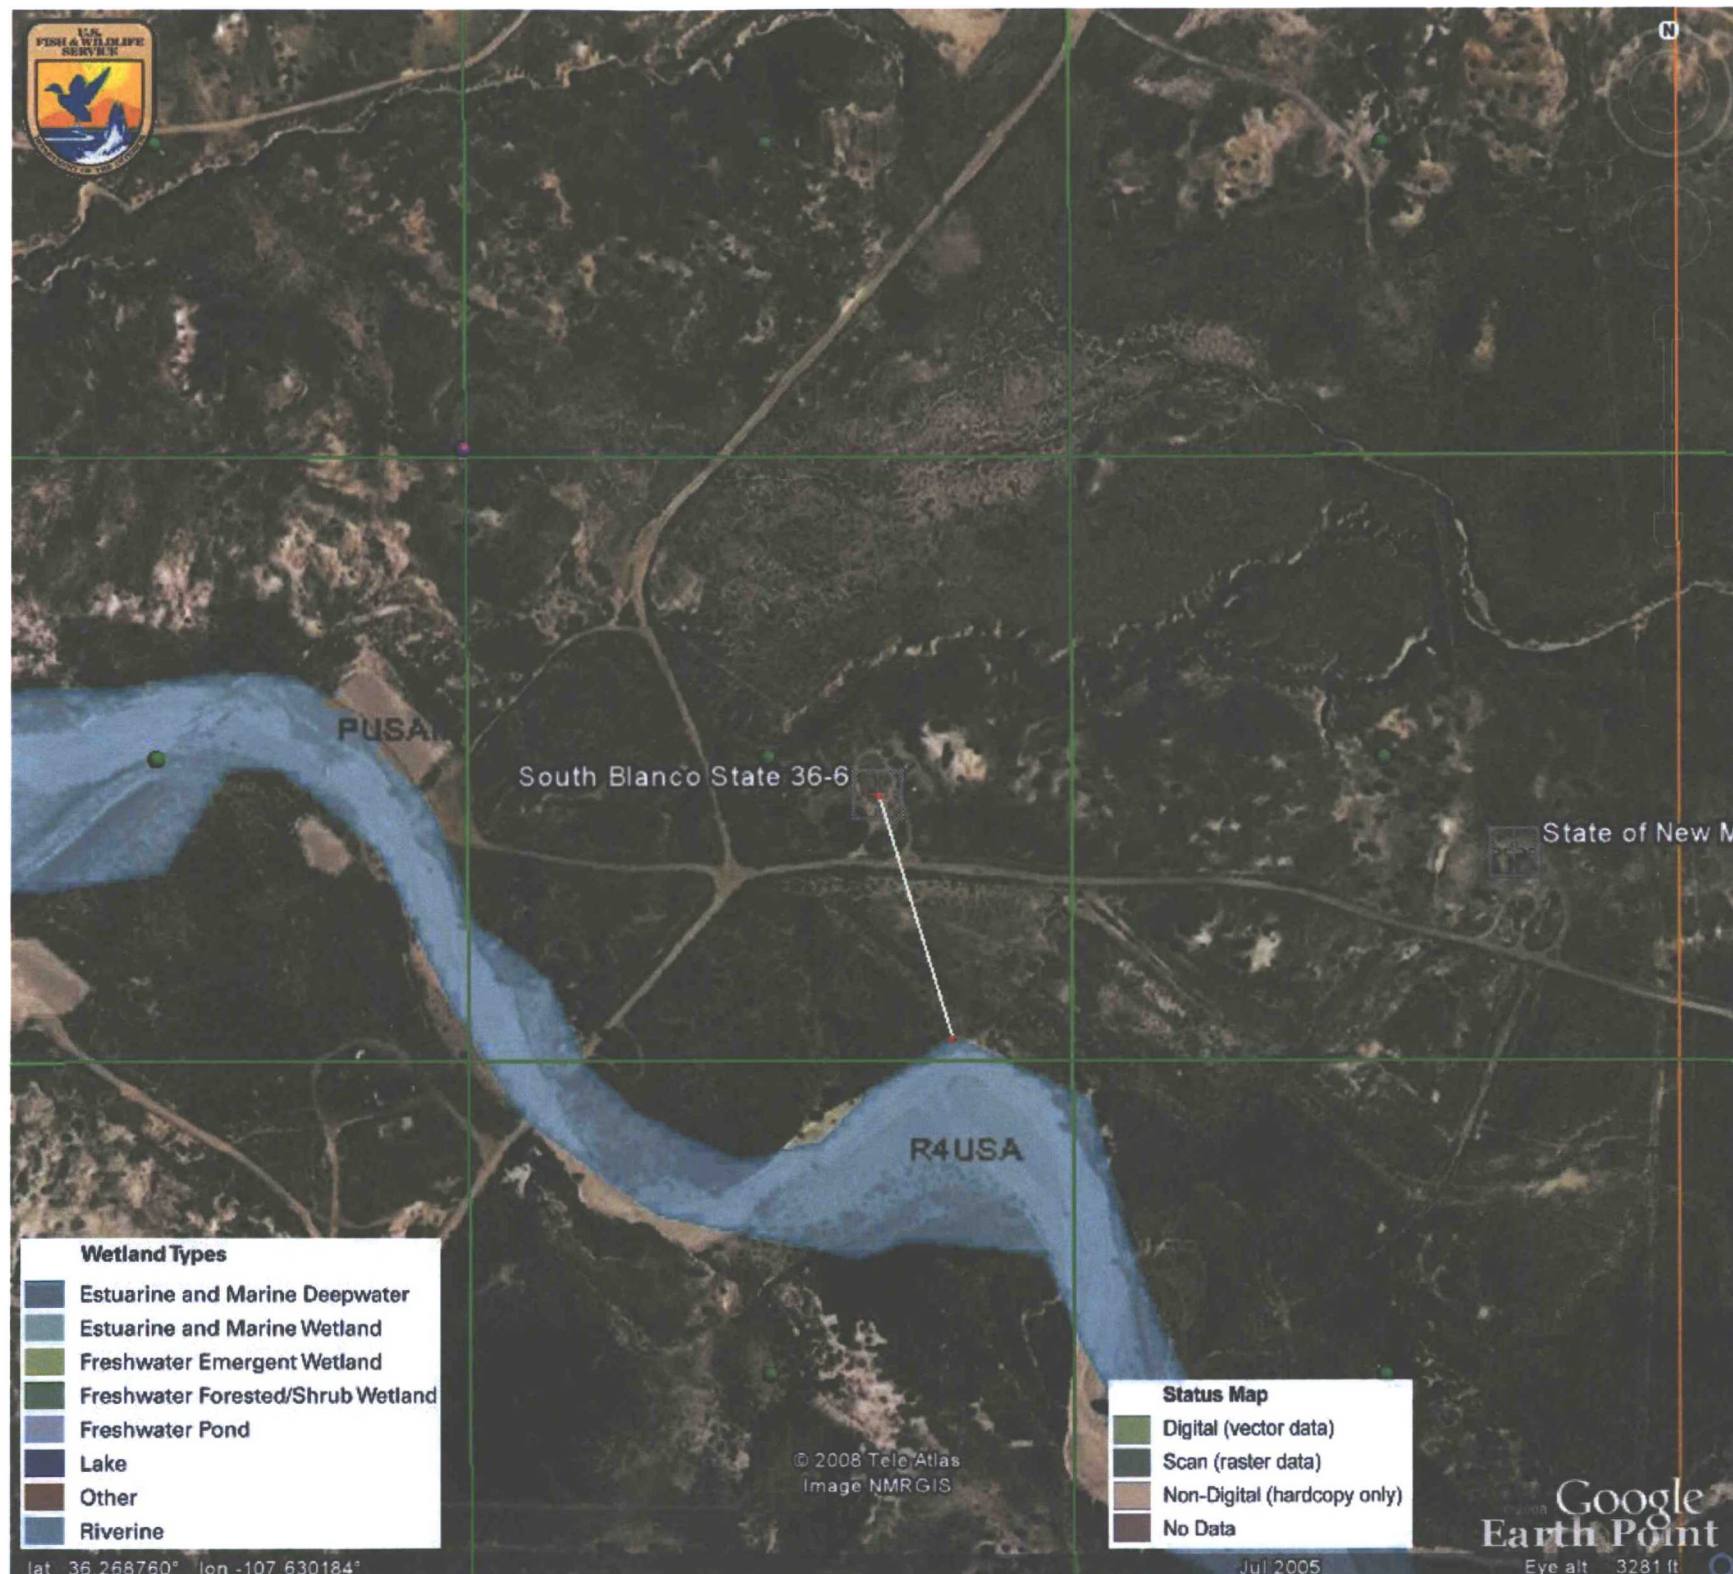 U.S.
FISH & WILDLIFE
SERVICE
N
PUSA
South Blanco State 36-6
State of New M
R4USA
Wetland Types
Estuarine and Marine Deepwater
Estuarine and Marine Wetland
Freshwater Emergent Wetland
Freshwater Forested/Shrub Wetland
Freshwater Pond
Lake
Other
Riverine
© 2008 Tele Atlas
Image NMRGIS
Status Map
Digital (vector data)
Scan (raster data)
Non-Digital (hardcopy only)
No Data
Google
Earth Point
lat 36.268760° lon -107.630184°
Jul 2005
Eye alt 3281 ft